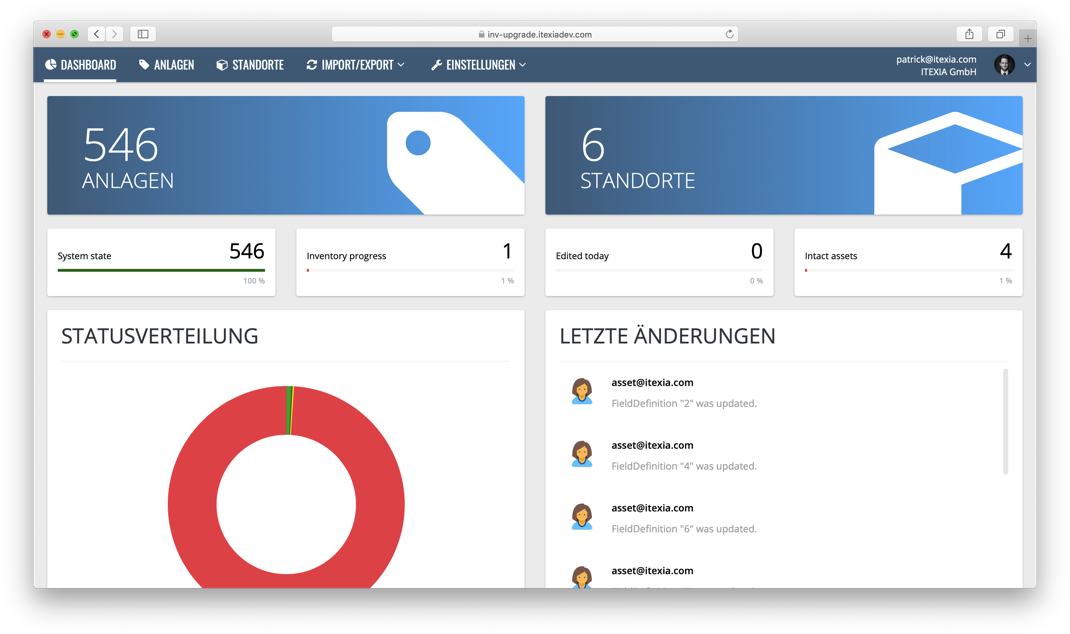 inv-upgrade.itexiadev.com
DASHBOARD
ANLAGEN
STANDORTE
IMPORT/EXPORT
EINSTELLUNGEN
patrick@itexia.com
ITEXIA GmbH
546
ANLAGEN
6
STANDORTE
System state
546
100 %
Inventory progress
1
1 %
Edited today
0
0 %
Intact assets
4
1 %
STATUSVERTEILUNG
LETZTE ÄNDERUNGEN
asset@itexia.com
FieldDefinition "2" was updated.
asset@itexia.com
FieldDefinition "4" was updated.
asset@itexia.com
FieldDefinition "6" was updated.
asset@itexia.com